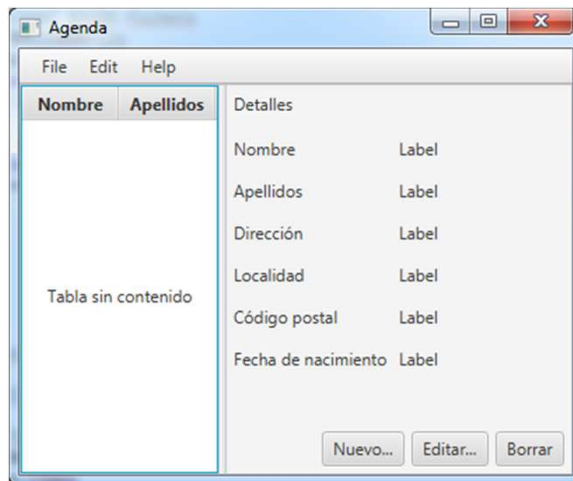 Agenda
File Edit Help
Nombre Apellidos
Tabla sin contenido
Detalles
Nombre Label
Apellidos Label
Dirección Label
Localidad Label
Código postal Label
Fecha de nacimiento Label
Nuevo... Editar... Borrar